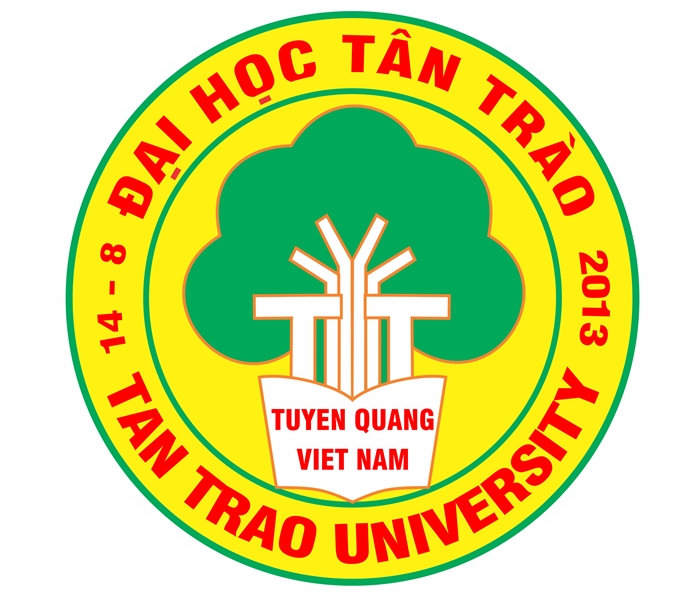 ĐẠI HỌC TÂN TRÀO
14 - 8
2013
TUYEN QUANG
VIET NAM
TAN TRAO UNIVERSITY